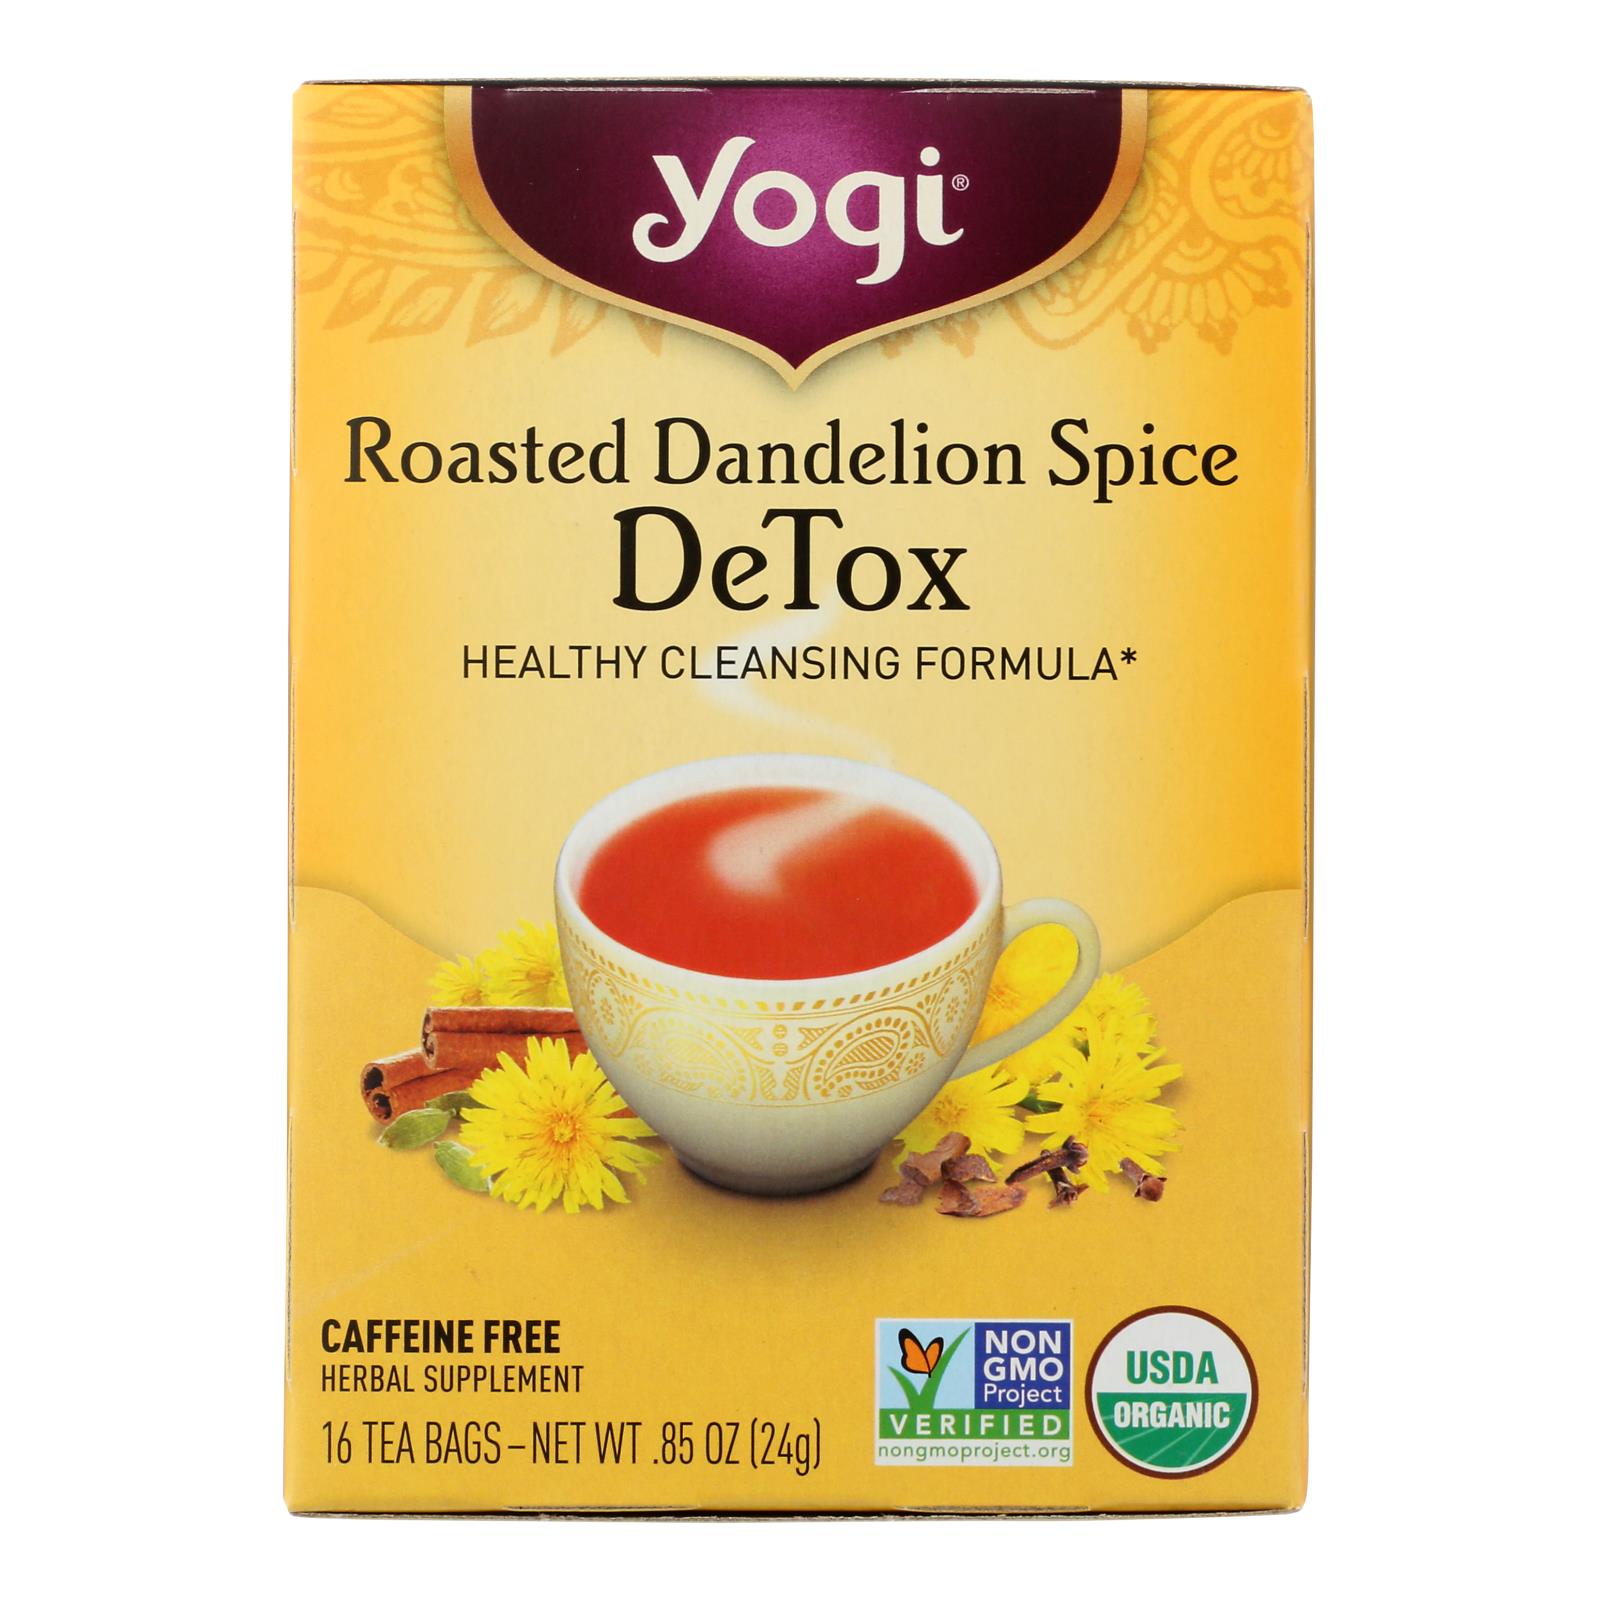 yogi®
Roasted Dandelion Spice
DeTox
HEALTHY CLEANSING FORMULA*
CAFFEINE FREE
HERBAL SUPPLEMENT
16 TEA BAGS – NET WT .85 OZ (24g)
NON
GMO
Project
VERIFIED
nongmoproject.org
USDA
ORGANIC